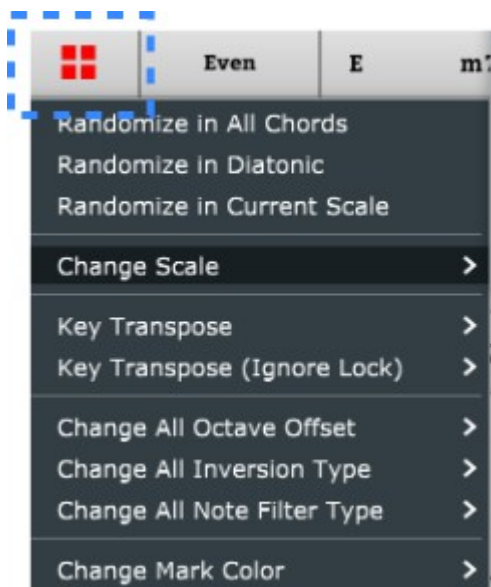 Even E m7
Randomize in All Chords
Randomize in Diatonic
Randomize in Current Scale
Change Scale >
Key Transpose >
Key Transpose (Ignore Lock) >
Change All Octave Offset >
Change All Inversion Type >
Change All Note Filter Type >
Change Mark Color >